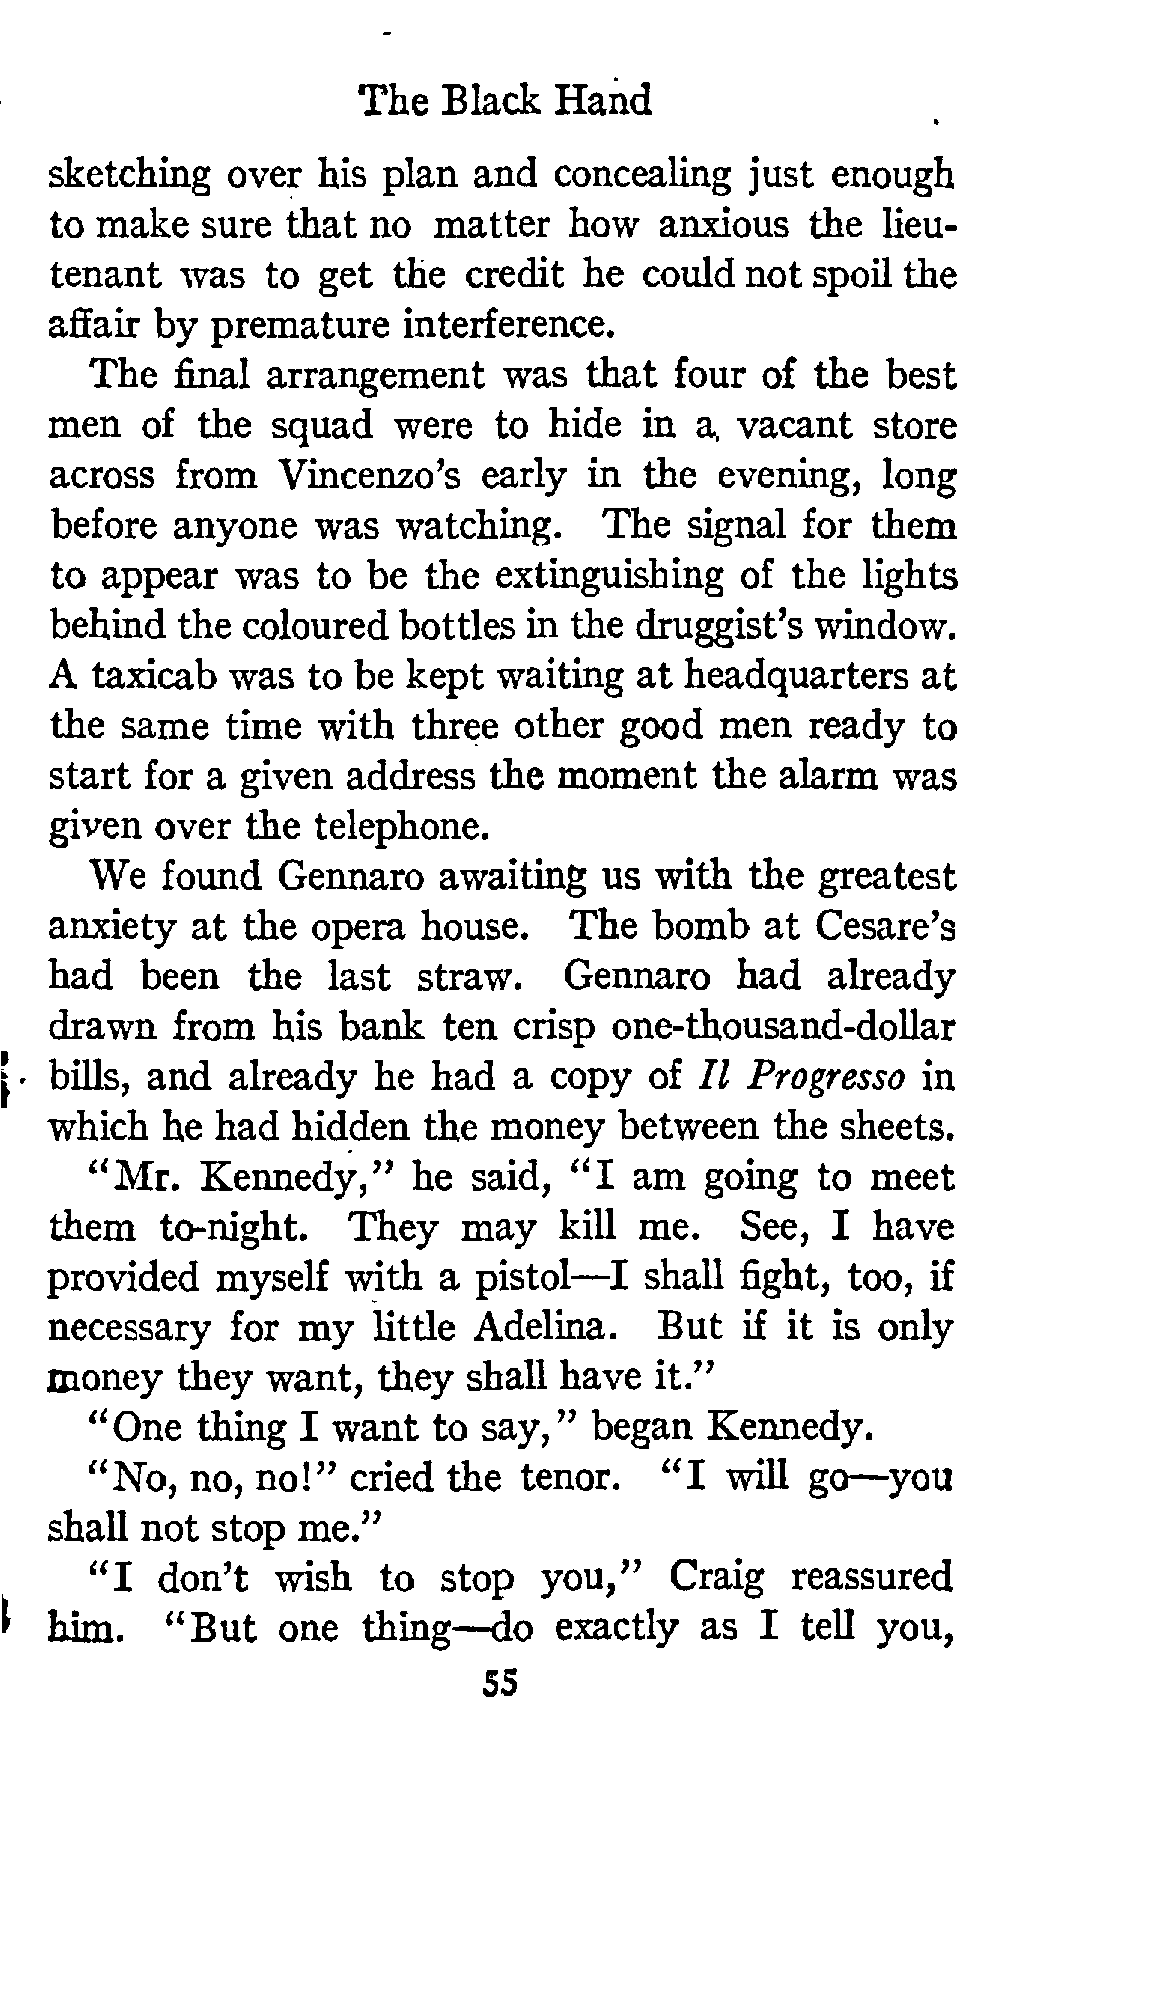 The Black Hand
sketching over his plan and concealing just enough
to make sure that no matter how anxious the lieu-
tenant was to get the credit he could not spoil the
affair by premature interference.
The final arrangement was that four of the best
men of the squad were to hide in a vacant store
across from Vincenzo's early in the evening, long
before anyone was watching. The signal for them
to appear was to be the extinguishing of the lights
behind the coloured bottles in the druggist's window.
A taxicab was to be kept waiting at headquarters at
the same time with three other good men ready to
start for a given address the moment the alarm was
given over the telephone.
We found Gennaro awaiting us with the greatest
anxiety at the opera house. The bomb at Cesare's
had been the last straw. Gennaro had already
drawn from his bank ten crisp one-thousand-dollar
bills, and already he had a copy of Il Progresso in
which he had hidden the money between the sheets.
“Mr. Kennedy,” he said, “I am going to meet
them to-night. They may kill me. See, I have
provided myself with a pistol—I shall fight, too, if
necessary for my little Adelina. But if it is only
money they want, they shall have it.”
“One thing I want to say,” began Kennedy.
“No, no, no!” cried the tenor. “I will go—you
shall not stop me.”
“I don't wish to stop you,” Craig reassured
him. “But one thing—do exactly as I tell you,
55